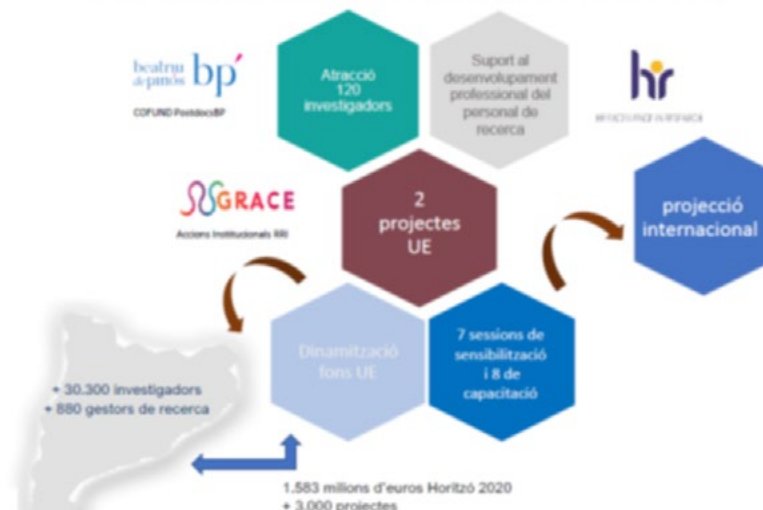 beatriu
de pinós
bp'
COFUND PostdocsBP
Atracció
120
investigadors
Suport al
desenvolupament
professional del
personal de
recerca
hr
GRACE
Accions Institucionals RRI
2
projectes
UE
projecció
internacional
Dinamització
fons UE
7 sessions de
sensibilització
i 8 de
capacitació
+ 30.300 investigadors
+ 880 gestors de recerca
1.583 milions d'euros Horitzó 2020
+ 3.000 projectes